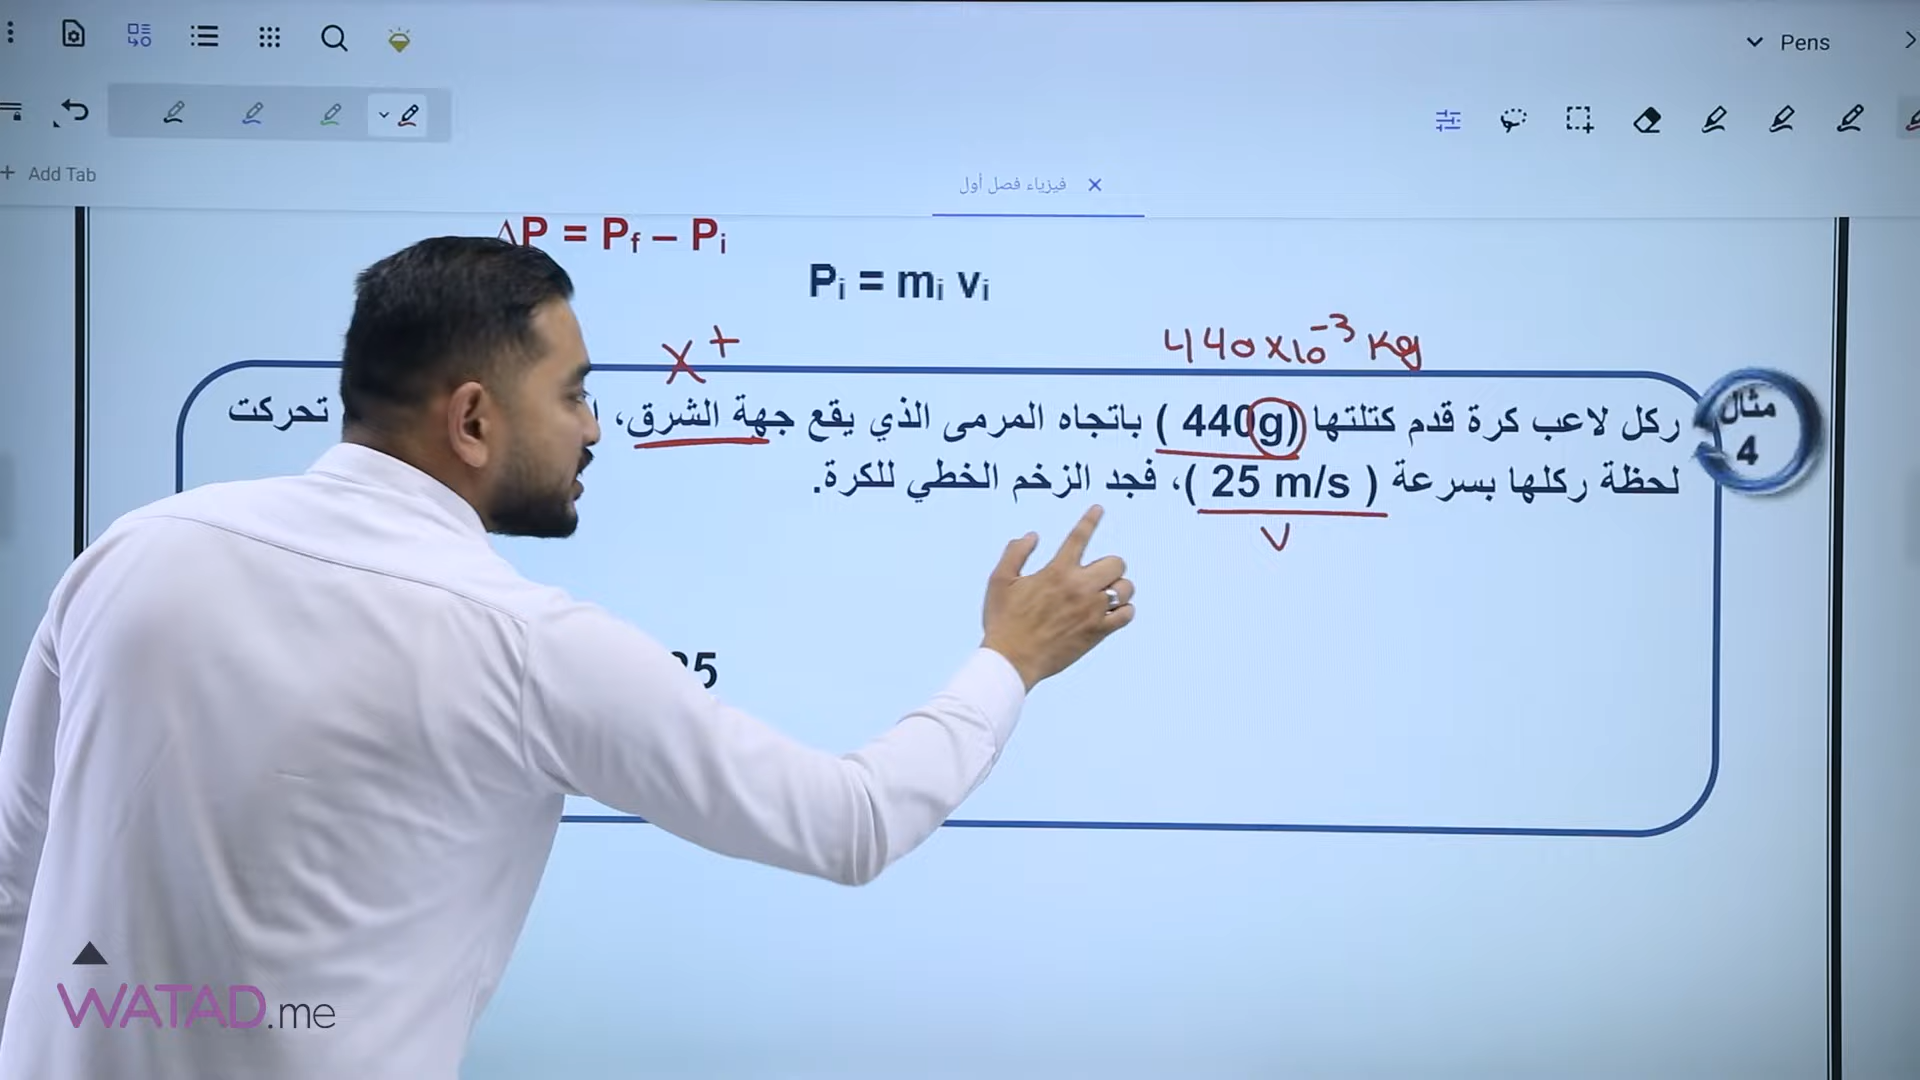 Pens
+ Add Tab
فيزياء فصل أول
ΔP = Pf – Pi
Pi = mi vi
x+
440x10-3 Kg
مثال
4
ركل لاعب كرة قدم كتلتها (440g ) باتجاه المرمى الذي يقع جهة الشرق، تحركت
لحظة ركلها بسرعة ( 25 m/s )، فجد الزخم الخطي للكرة.
v
5
WATAD.me